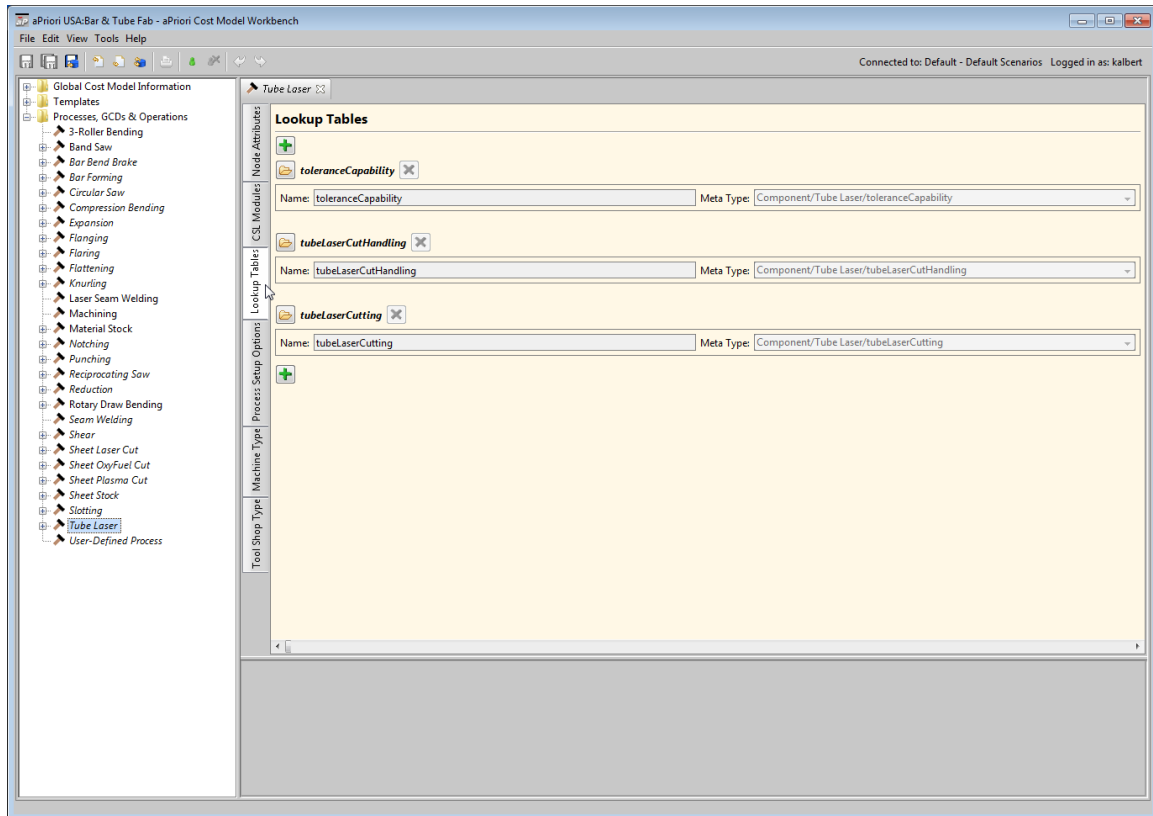 aPriori USA:Bar & Tube Fab - aPriori Cost Model Workbench
File Edit View Tools Help
Connected to: Default - Default Scenarios Logged in as: kalbert
Global Cost Model Information
Templates
Processes, GCDs & Operations
3-Roller Bending
Band Saw
Bar Bend Brake
Bar Forming
Circular Saw
Compression Bending
Expansion
Flanging
Flaring
Flattening
Knurling
Laser Seam Welding
Machining
Material Stock
Notching
Punching
Reciprocating Saw
Reduction
Rotary Draw Bending
Seam Welding
Shear
Sheet Laser Cut
Sheet OxyFuel Cut
Sheet Plasma Cut
Sheet Stock
Slotting
Tube Laser
User-Defined Process
Tube Laser
Node Attributes
CSL Modules
Lookup Tables
Process Setup Options
Machine Type
Tool Shop Type
Lookup Tables
toleranceCapability
Name: toleranceCapability Meta Type: Component/Tube Laser/toleranceCapability
tubeLaserCutHandling
Name: tubeLaserCutHandling Meta Type: Component/Tube Laser/tubeLaserCutHandling
tubeLaserCutting
Name: tubeLaserCutting Meta Type: Component/Tube Laser/tubeLaserCutting